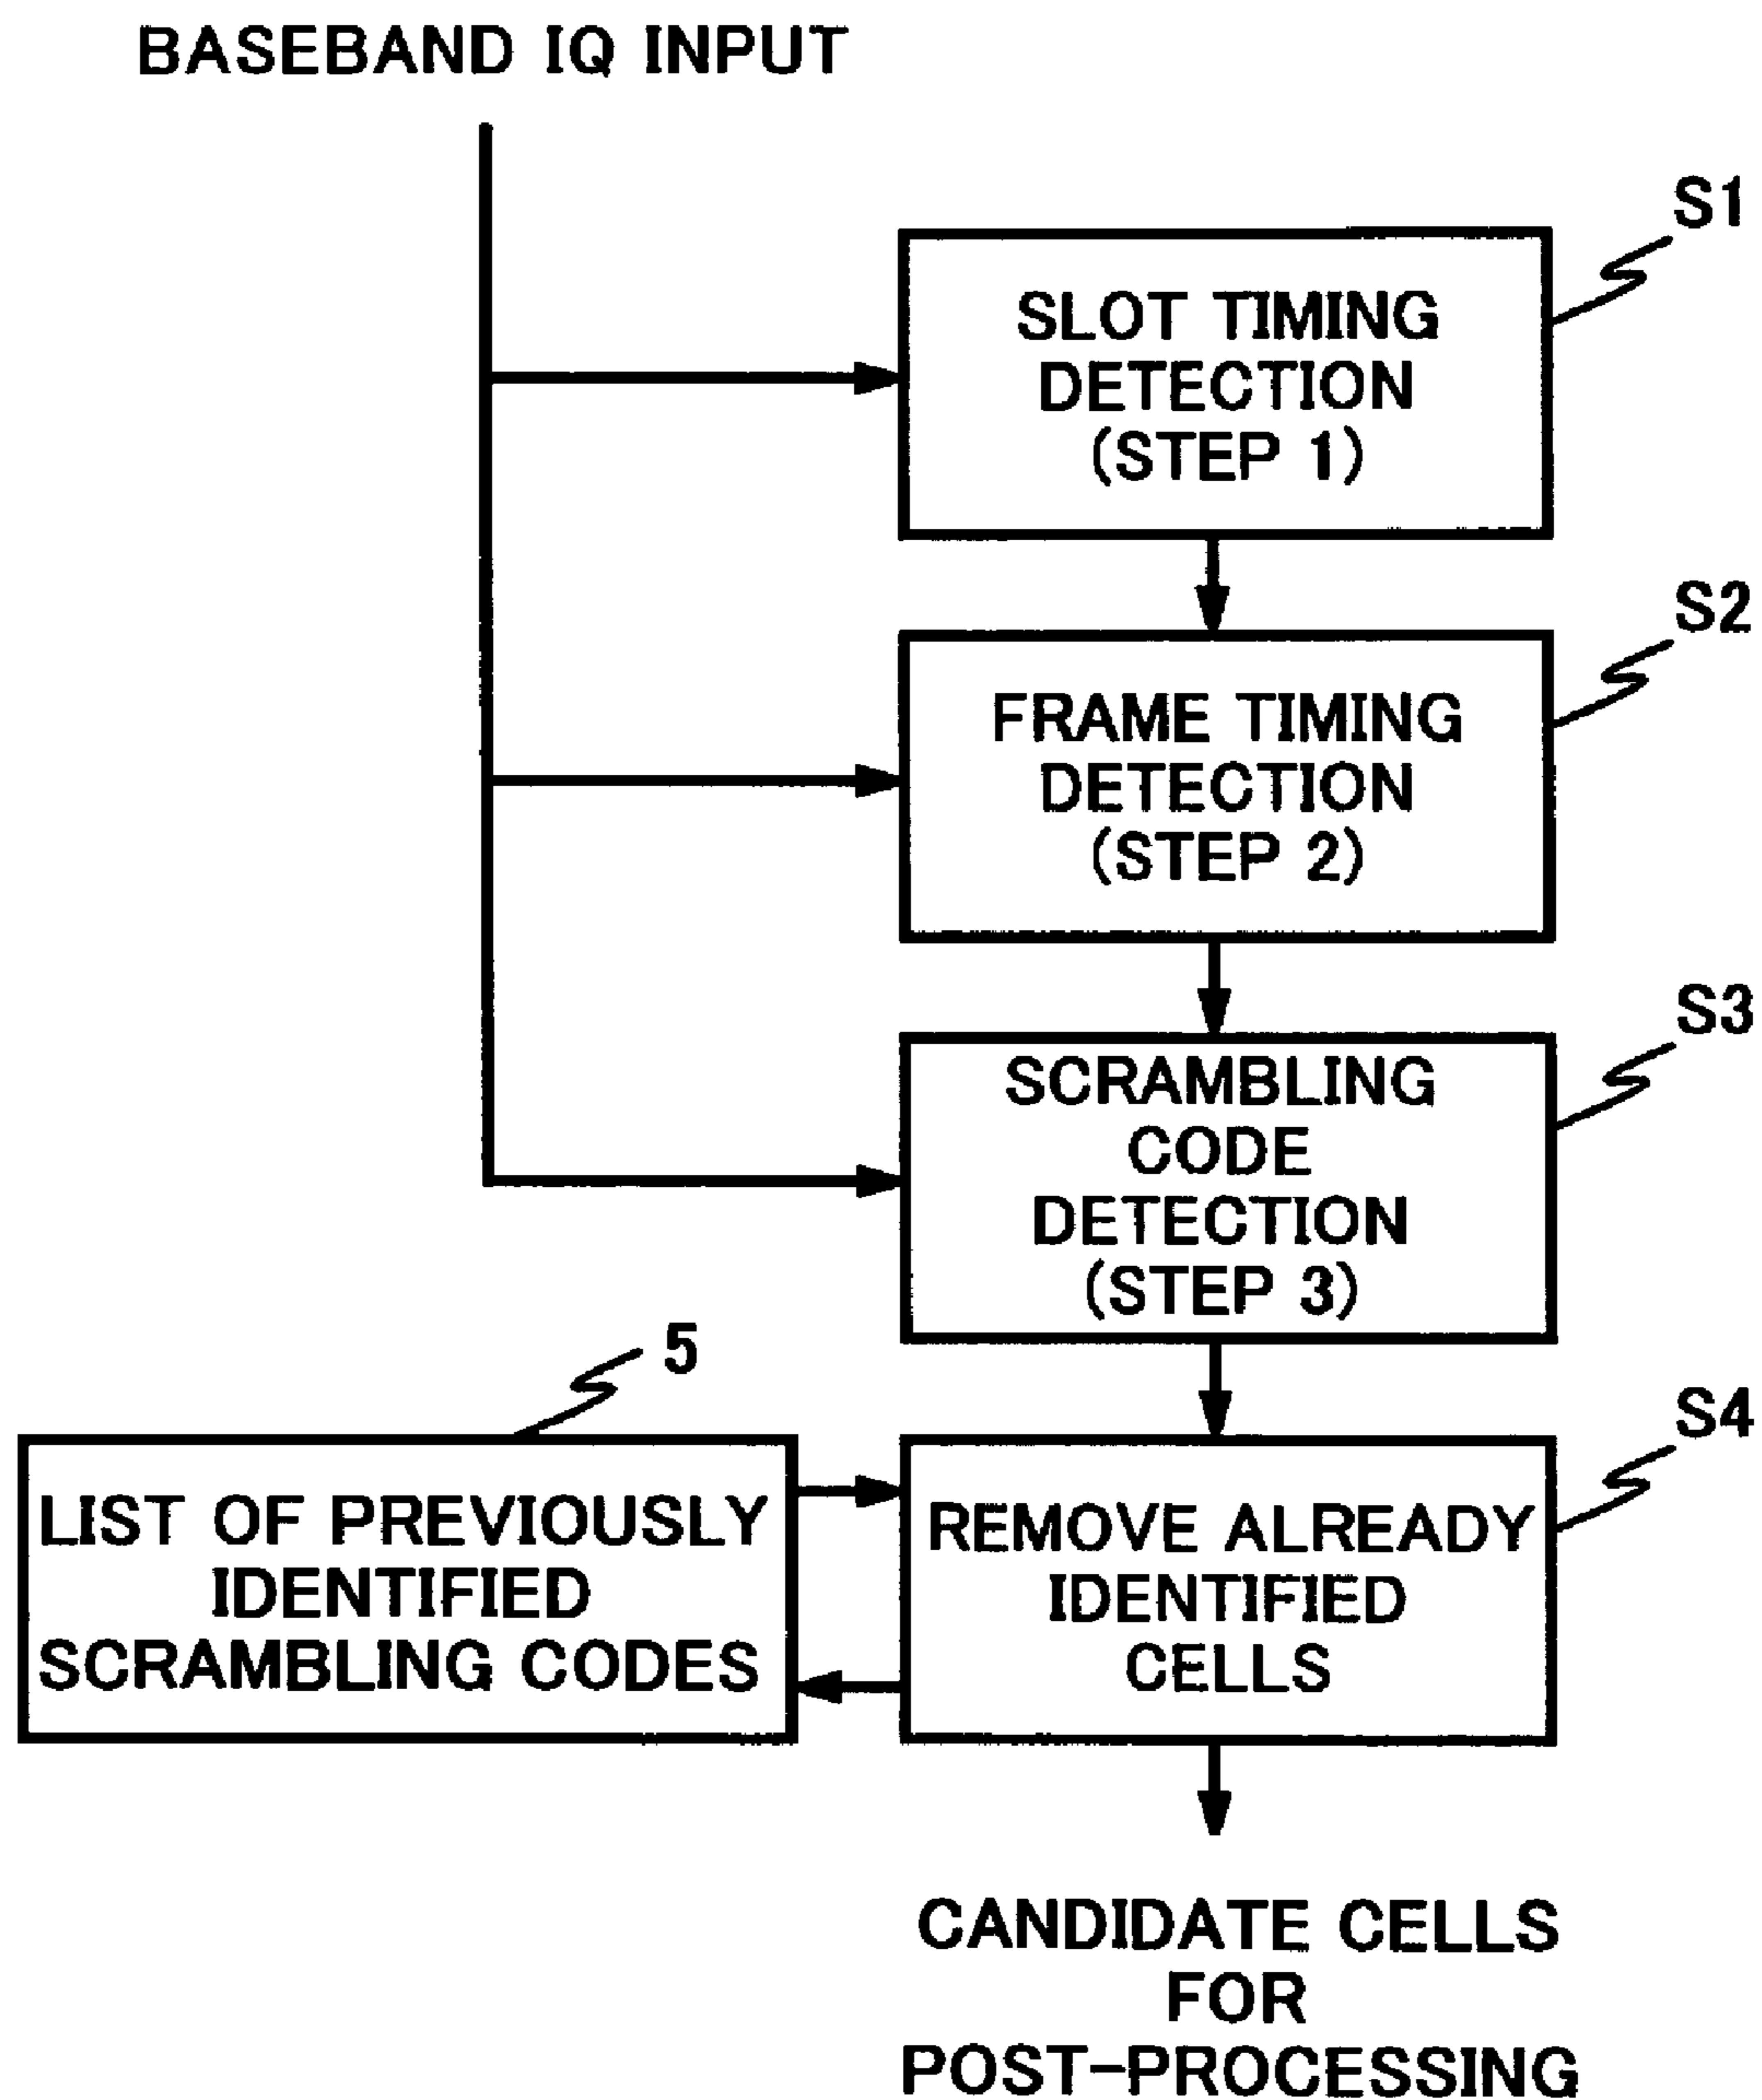 BASEBAND IQ INPUT
S1
SLOT TIMING
DETECTION
(STEP 1)
S2
FRAME TIMING
DETECTION
(STEP 2)
S3
SCRAMBLING
CODE
DETECTION
(STEP 3)
5
LIST OF PREVIOUSLY
IDENTIFIED
SCRAMBLING CODES
S4
REMOVE ALREADY
IDENTIFIED
CELLS
CANDIDATE CELLS
FOR
POST-PROCESSING